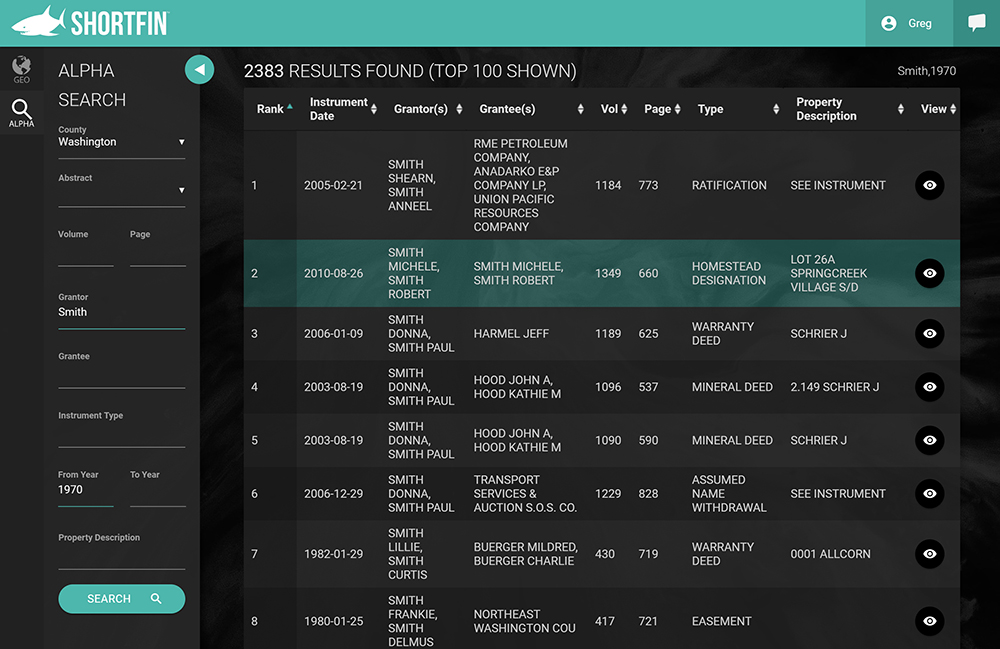 SHORTFIN
Greg
GEO
ALPHA
ALPHA
SEARCH
County
Washington
Abstract
Volume Page
Grantor
Smith
Grantee
Instrument Type
From Year To Year
1970
Property Description
SEARCH
2383 RESULTS FOUND (TOP 100 SHOWN)
Smith,1970
Rank Instrument Date Grantor(s) Grantee(s) Vol Page Type Property Description View
1 2005-02-21 SMITH SHEARN, SMITH ANNEEL RME PETROLEUM COMPANY, ANADARKO E&P COMPANY LP, UNION PACIFIC RESOURCES COMPANY 1184 773 RATIFICATION SEE INSTRUMENT
2 2010-08-26 SMITH MICHELE, SMITH ROBERT SMITH MICHELE, SMITH ROBERT 1349 660 HOMESTEAD DESIGNATION LOT 26A SPRINGCREEK VILLAGE S/D
3 2006-01-09 SMITH DONNA, SMITH PAUL HARMEL JEFF 1189 625 WARRANTY DEED SCHRIER J
4 2003-08-19 SMITH DONNA, SMITH PAUL HOOD JOHN A, HOOD KATHIE M 1096 537 MINERAL DEED 2.149 SCHRIER J
5 2003-08-19 SMITH DONNA, SMITH PAUL HOOD JOHN A, HOOD KATHIE M 1090 590 MINERAL DEED SCHRIER J
6 2006-12-29 SMITH DONNA, SMITH PAUL TRANSPORT SERVICES & AUCTION S.O.S. CO. 1229 828 ASSUMED NAME WITHDRAWAL SEE INSTRUMENT
7 1982-01-29 SMITH LILLIE, SMITH CURTIS BUERGER MILDRED, BUERGER CHARLIE 430 719 WARRANTY DEED 0001 ALLCORN
8 1980-01-25 SMITH FRANKIE, SMITH DELMUS NORTHEAST WASHINGTON COU 417 721 EASEMENT